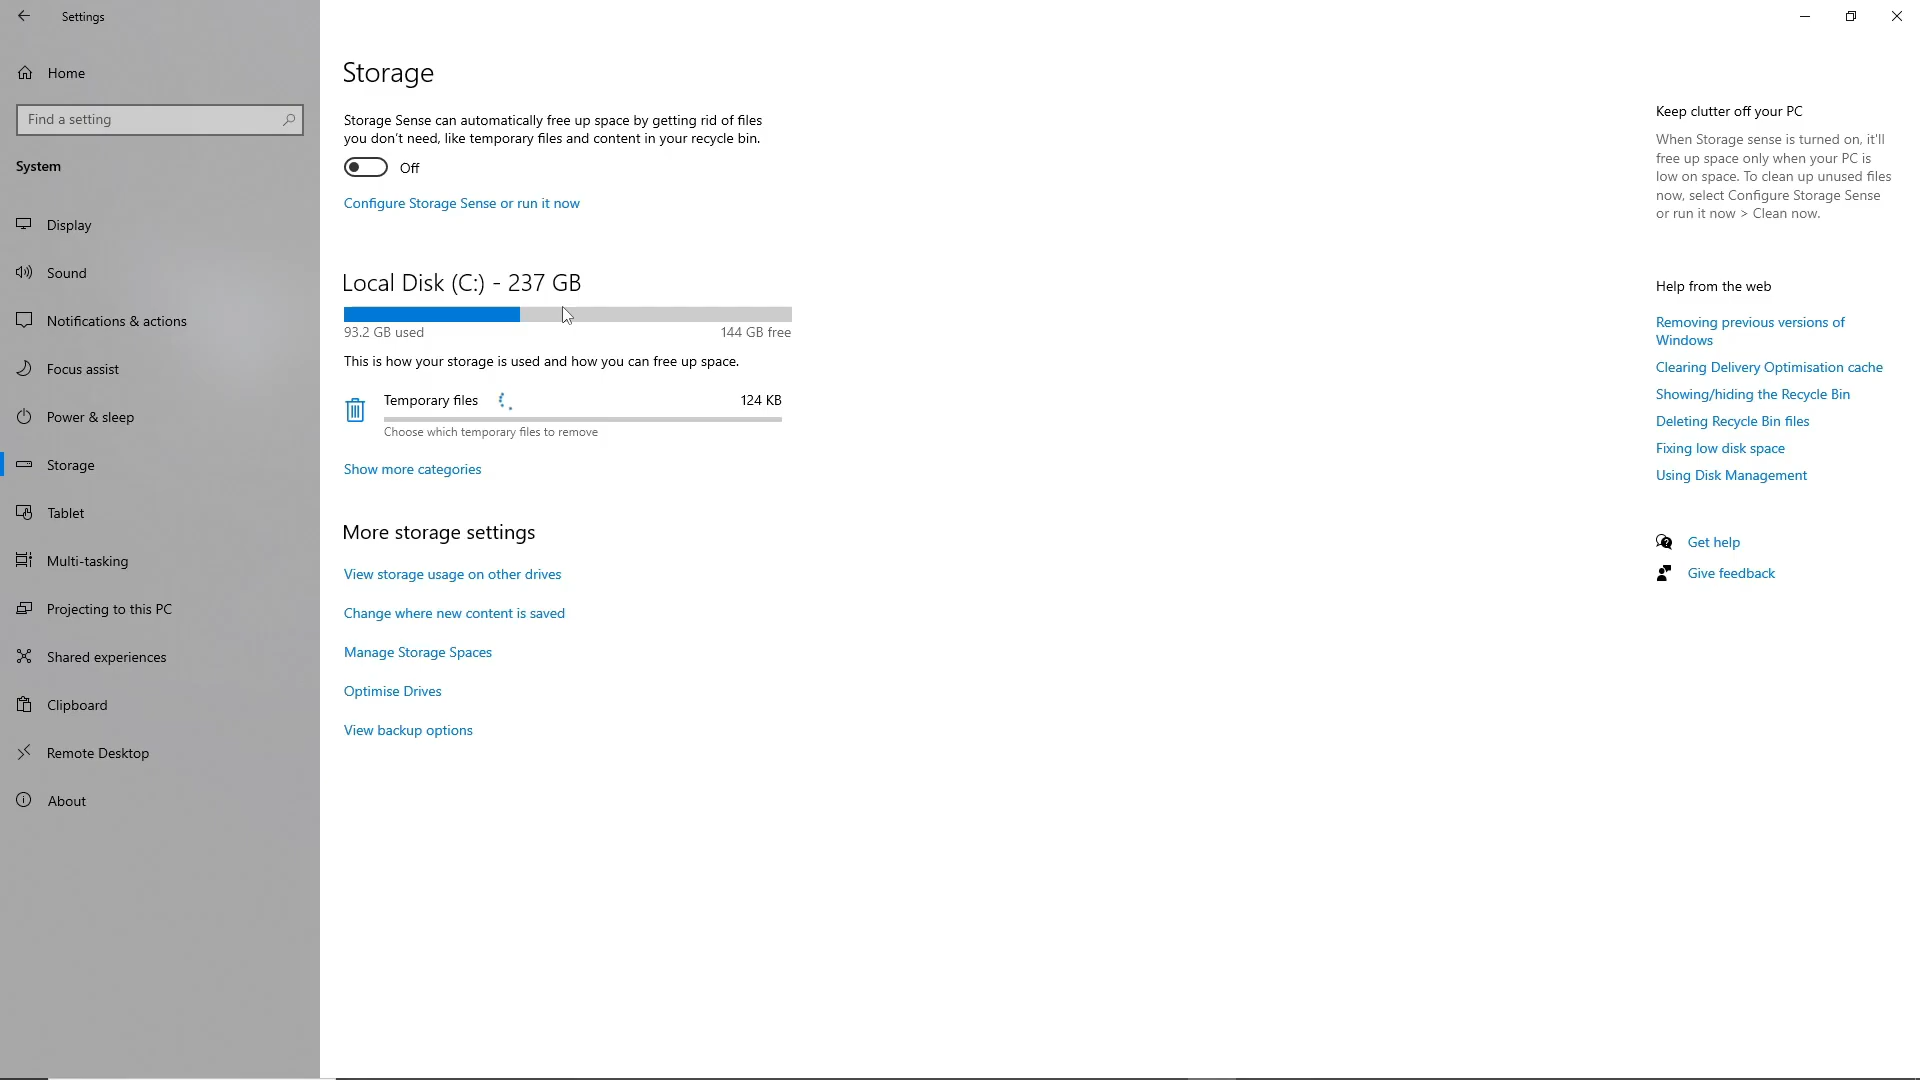 Settings
Home
Find a setting
System
Display
Sound
Notifications & actions
Focus assist
Power & sleep
Storage
Tablet
Multi-tasking
Projecting to this PC
Shared experiences
Clipboard
Remote Desktop
About
Storage
Storage Sense can automatically free up space by getting rid of files
you don't need, like temporary files and content in your recycle bin.
Off
Configure Storage Sense or run it now
Local Disk (C:) - 237 GB
93.2 GB used
144 GB free
This is how your storage is used and how you can free up space.
Temporary files
124 KB
Choose which temporary files to remove
Show more categories
More storage settings
View storage usage on other drives
Change where new content is saved
Manage Storage Spaces
Optimise Drives
View backup options
Keep clutter off your PC
When Storage sense is turned on, it'll
free up space only when your PC is
low on space. To clean up unused files
now, select Configure Storage Sense
or run it now > Clean now.
Help from the web
Removing previous versions of
Windows
Clearing Delivery Optimisation cache
Showing/hiding the Recycle Bin
Deleting Recycle Bin files
Fixing low disk space
Using Disk Management
Get help
Give feedback